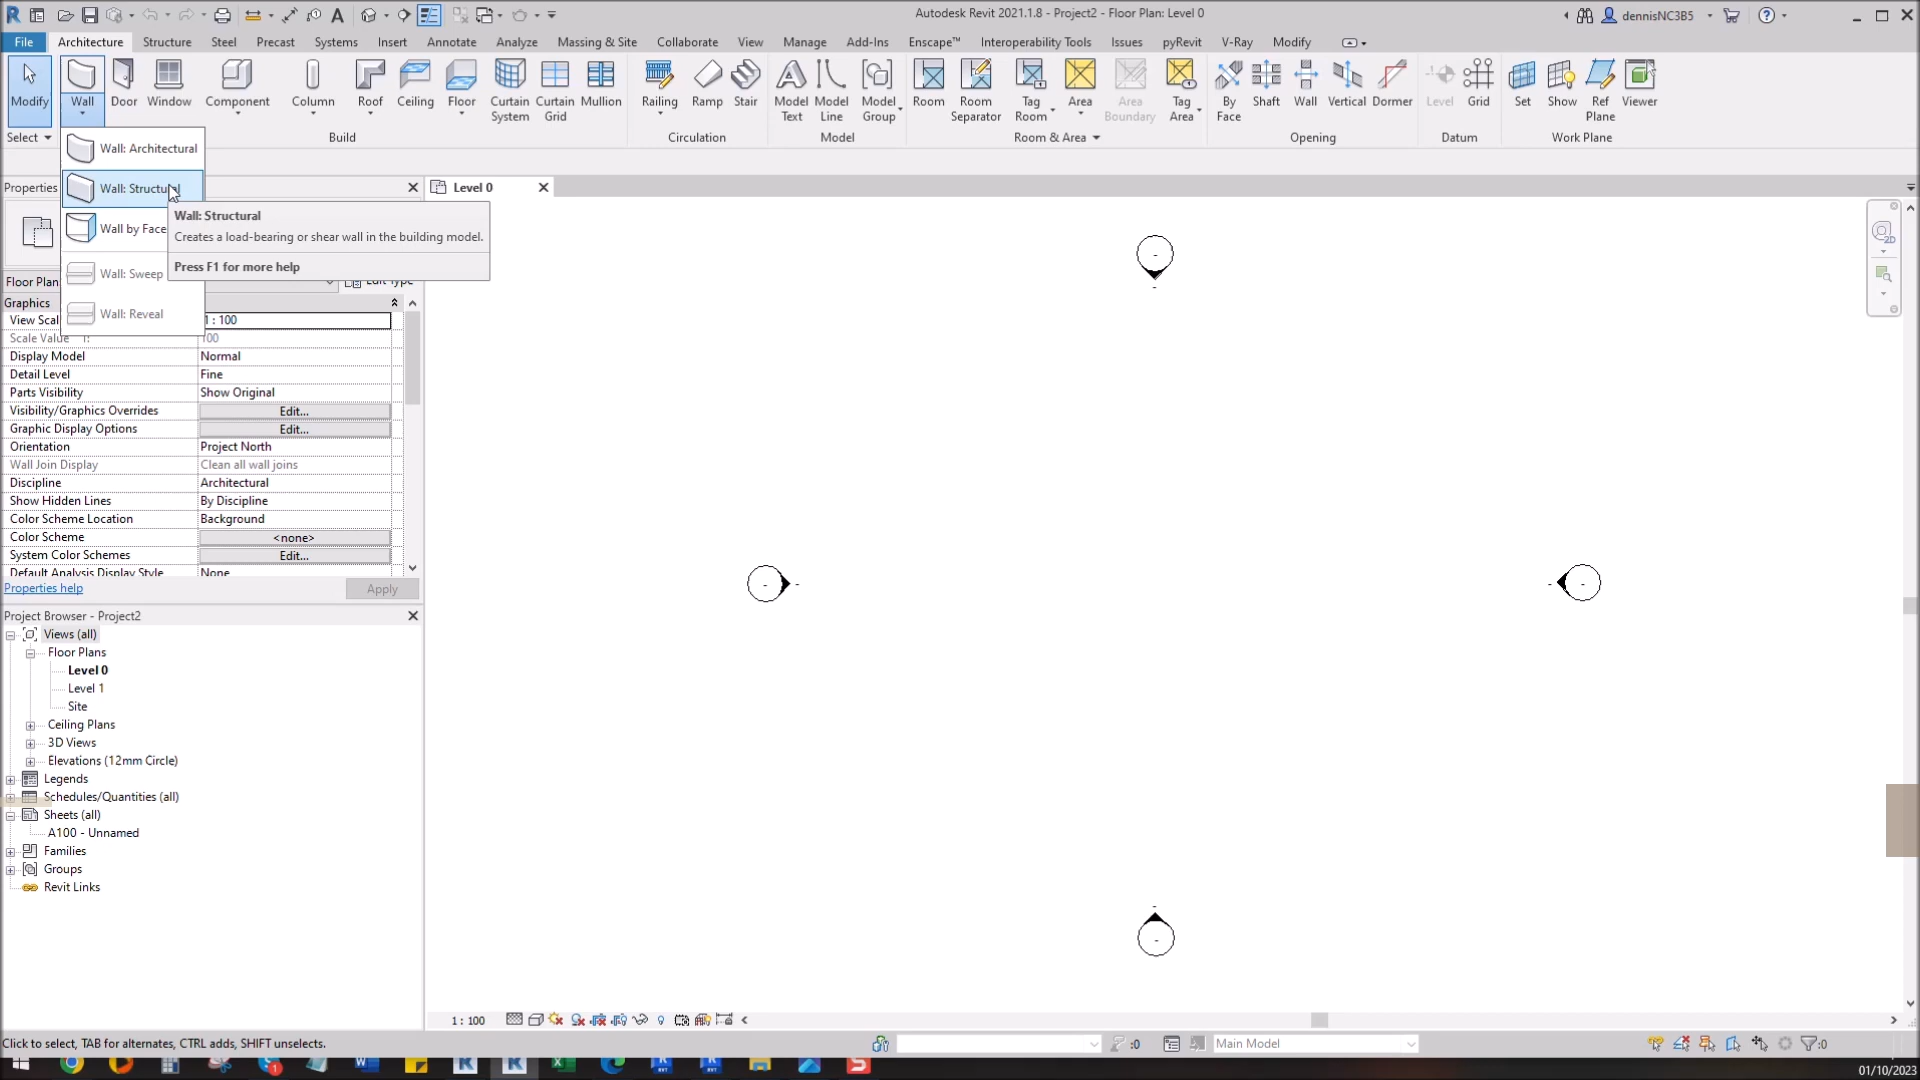 Autodesk Revit 2021.1.8 - Project2 - Floor Plan: Level 0
dennisNC3B5
File Architecture Structure Steel Precast Systems Insert Annotate Analyze Massing & Site Collaborate View Manage Add-Ins Enscape™ Interoperability Tools Issues pyRevit V-Ray Modify
Modify Wall Door Window Component Column Roof Ceiling Floor Curtain System Curtain Grid Mullion Railing Ramp Stair Model Text Model Line Model Group Room Room Separator Tag Room Area Area Boundary Tag Area By Face Shaft Wall Vertical Dormer Level Grid Set Show Ref Plane Viewer
Select Build Circulation Model Room & Area Opening Datum Work Plane
Wall: Architectural
Wall: Structural
Wall by Face
Wall: Sweep
Wall: Reveal
Wall: Structural
Creates a load-bearing or shear wall in the building model.
Press F1 for more help
Properties
Level 0
Floor Plan
Edit Type
Graphics
View Scal 1 : 100
Scale Value 1: 100
Display Model Normal
Detail Level Fine
Parts Visibility Show Original
Visibility/Graphics Overrides Edit...
Graphic Display Options Edit...
Orientation Project North
Wall Join Display Clean all wall joins
Discipline Architectural
Show Hidden Lines By Discipline
Color Scheme Location Background
Color Scheme <none>
System Color Schemes Edit...
Default Analysis Display Style None
Properties help Apply
Project Browser - Project2
Views (all)
Floor Plans
Level 0
Level 1
Site
Ceiling Plans
3D Views
Elevations (12mm Circle)
Legends
Schedules/Quantities (all)
Sheets (all)
A100 - Unnamed
Families
Groups
Revit Links
1 : 100
Click to select, TAB for alternates, CTRL adds, SHIFT unselects.
:0
Main Model
:0
01/10/2023